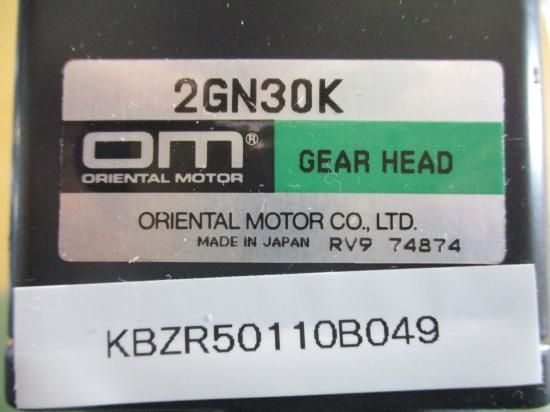 2GN30K
OM®
ORIENTAL MOTOR
GEAR HEAD
ORIENTAL MOTOR CO., LTD.
MADE IN JAPAN RV9 74874
KBZR50110B049